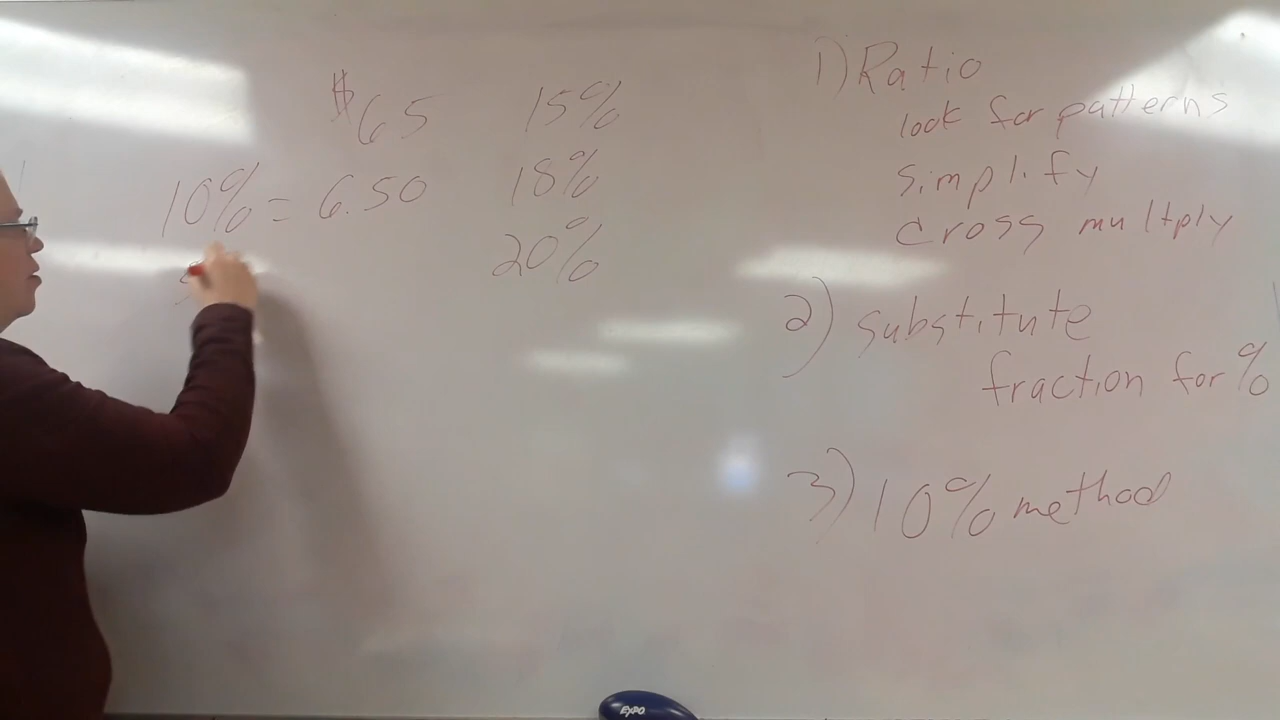 $65
10% = 6.50
15%
18%
20%
1) Ratio
look for patterns
simplify
cross multply
2) substitute
fraction for %
3) 10% method
EXPO